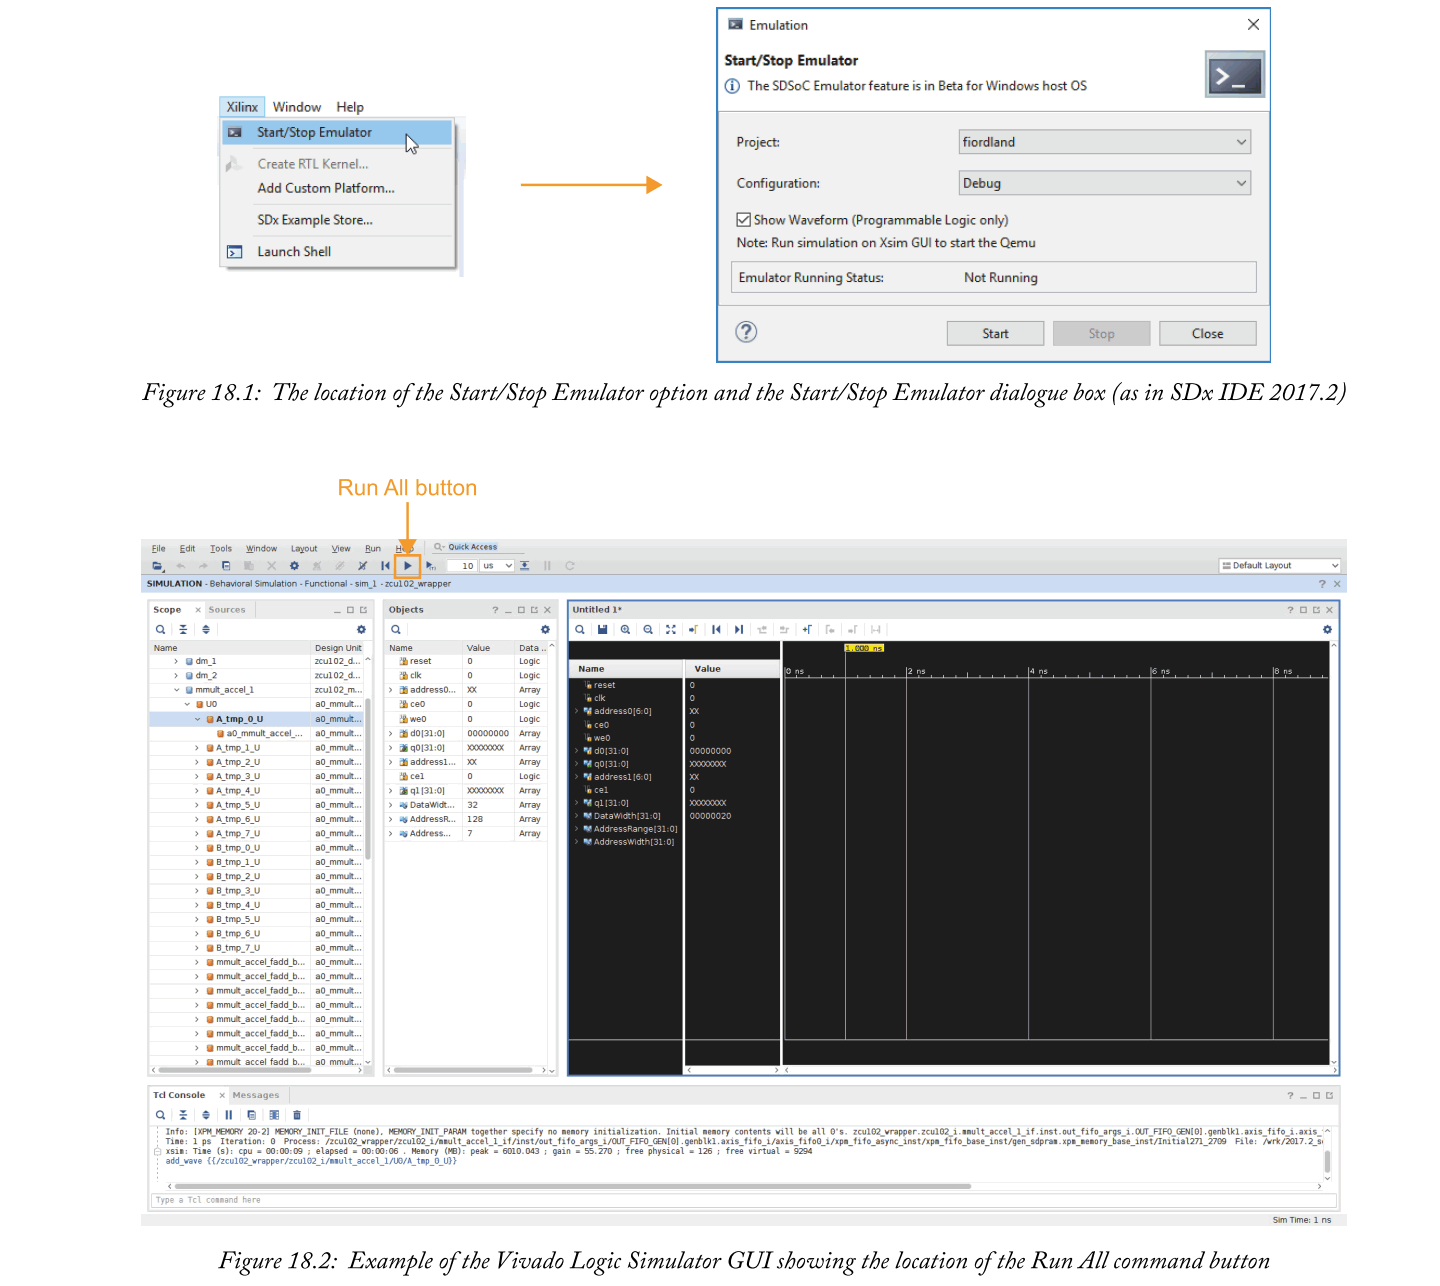 Emulation
Start/Stop Emulator
The SDSoC Emulator feature is in Beta for Windows host OS
Xilinx Window Help
Start/Stop Emulator
Create RTL Kernel...
Add Custom Platform...
SDx Example Store...
Launch Shell
Project: fiordland
Configuration: Debug
Show Waveform (Programmable Logic only)
Note: Run simulation on Xsim GUI to start the Qemu
Emulator Running Status: Not Running
Start Stop Close
Figure 18.1: The location of the Start/Stop Emulator option and the Start/Stop Emulator dialogue box (as in SDx IDE 2017.2)
Run All button
File Edit Tools Window Layout View Run Help Quick Access
10 us Default Layout
SIMULATION - Behavioral Simulation - Functional - sim_1 - zcu102_wrapper
Scope Sources
Name Design Unit
dm_1 zcu102_d...
dm_2 zcu102_d...
mmult_accel_1 zcu102_m...
U0 a0_mmult...
A_tmp_0_U a0_mmult...
a0_mmult_accel_... a0_mmult...
A_tmp_1_U a0_mmult...
A_tmp_2_U a0_mmult...
A_tmp_3_U a0_mmult...
A_tmp_4_U a0_mmult...
A_tmp_5_U a0_mmult...
A_tmp_6_U a0_mmult...
A_tmp_7_U a0_mmult...
B_tmp_0_U a0_mmult...
B_tmp_1_U a0_mmult...
B_tmp_2_U a0_mmult...
B_tmp_3_U a0_mmult...
B_tmp_4_U a0_mmult...
B_tmp_5_U a0_mmult...
B_tmp_6_U a0_mmult...
B_tmp_7_U a0_mmult...
mmult_accel_fadd_b... a0_mmult...
mmult_accel_fadd_b... a0_mmult...
mmult_accel_fadd_b... a0_mmult...
mmult_accel_fadd_b... a0_mmult...
mmult_accel_fadd_b... a0_mmult...
mmult_accel_fadd_b... a0_mmult...
mmult_accel_fadd_b... a0_mmult...
mmult_accel_fadd_b... a0_mmult...
Objects
Name Value Data ...
reset 0 Logic
clk 0 Logic
address0... XX Array
ce0 0 Logic
we0 0 Logic
d0[31:0] 00000000 Array
q0[31:0] XXXXXXXX Array
address1... XX Array
ce1 0 Logic
q1[31:0] XXXXXXXX Array
DataWidt... 32 Array
AddressR... 128 Array
Address... 7 Array
Untitled 1*
1.000 ns
Name Value 0 ns 2 ns 4 ns 6 ns 8 ns
reset 0
clk 0
address0[6:0] XX
ce0 0
we0 0
d0[31:0] 00000000
q0[31:0] XXXXXXXX
address1[6:0] XX
ce1 0
q1[31:0] XXXXXXXX
DataWidth[31:0] 00000020
AddressRange[31:0]
AddressWidth[31:0]
Tcl Console Messages
Info: [XPM_MEMORY 20-2] MEMORY_INIT_FILE (none), MEMORY_INIT_PARAM together specify no memory initialization. Initial memory contents will be all 0's. zcu102_wrapper.zcu102_i.mmult_accel_1_if.inst.out_fifo_args_i.OUT_FIFO_GEN[0].genblk1.axis_fifo_i.axis_
Time: 1 ps Iteration: 0 Process: /zcu102_wrapper/zcu102_i/mmult_accel_1_if/inst/out_fifo_args_i/OUT_FIFO_GEN[0].genblk1.axis_fifo_i/axis_fifo0_i/xpm_fifo_async_inst/xpm_fifo_base_inst/gen_sdpram.xpm_memory_base_inst/Initial271_2709 File: /wrk/2017.2_s
xsim: Time (s): cpu = 00:00:09 ; elapsed = 00:00:06 . Memory (MB): peak = 6010.043 ; gain = 55.270 ; free physical = 126 ; free virtual = 9294
add_wave {{/zcu102_wrapper/zcu102_i/mmult_accel_1/U0/A_tmp_0_U}}
Type a Tcl command here
Sim Time: 1 ns
Figure 18.2: Example of the Vivado Logic Simulator GUI showing the location of the Run All command button